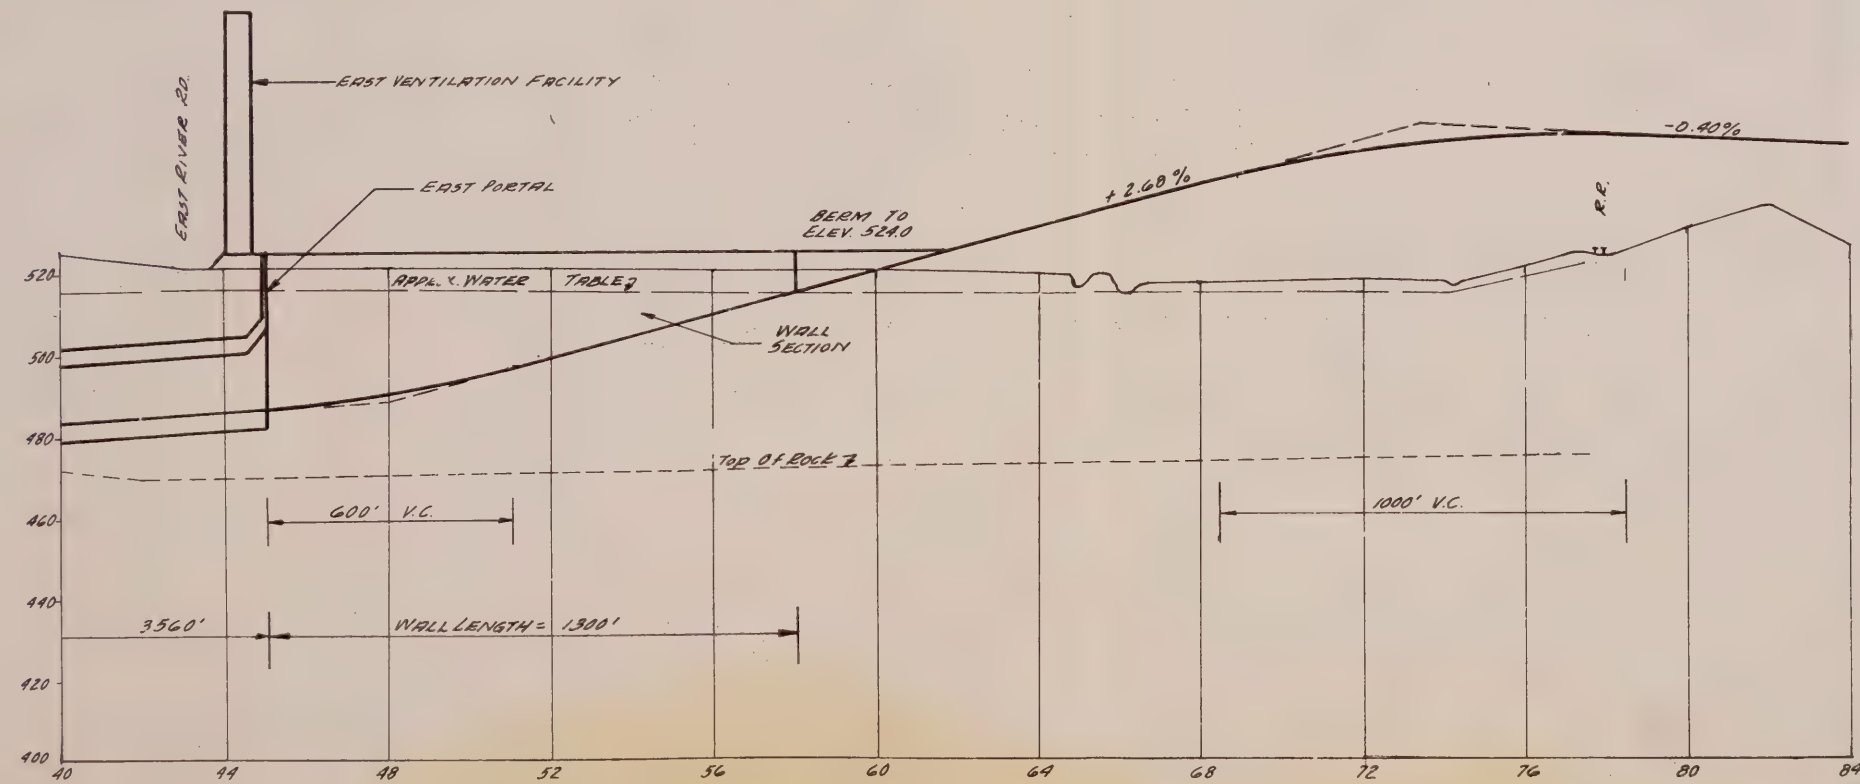 EAST RIVER RD.
EAST VENTILATION FACILITY
EAST PORTAL
BERM TO
ELEV. 524.0
+2.68%
-0.40%
R.R.
WATER TABLE
WALL
SECTION
TOP OF ROCK
600' V.C.
1000' V.C.
3560'
WALL LENGTH = 1300'
520
500
480
460
440
420
400
40 44 48 52 56 60 64 68 72 76 80 84